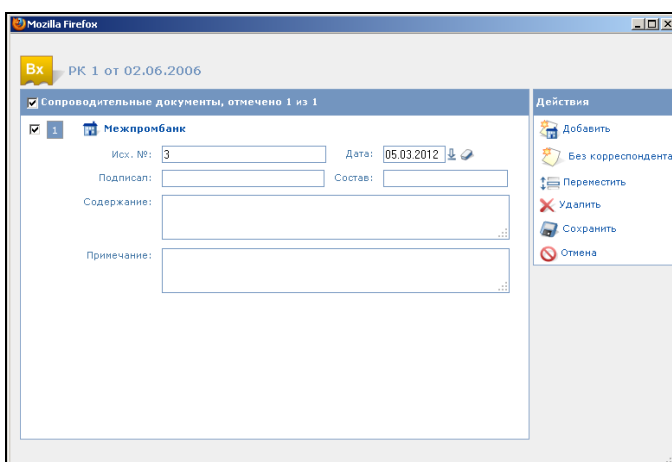 Mozilla Firefox
Вх РК 1 от 02.06.2006
Сопроводительные документы, отмечено 1 из 1
1 Межпромбанк
Исх. №: 3 Дата: 05.03.2012
Подписал: Состав:
Содержание:
Примечание:
Действия
Добавить
Без корреспондента
Переместить
Удалить
Сохранить
Отмена